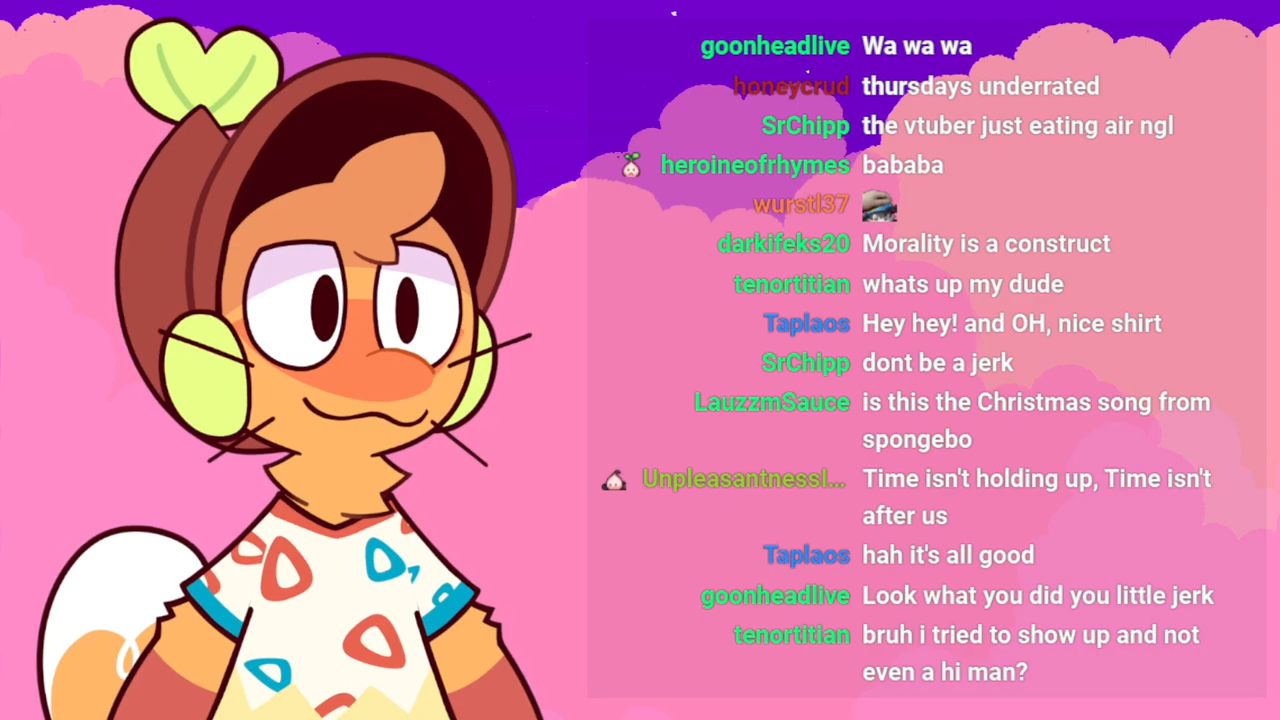 goonheadlive Wa wa wa
honeycrud thursdays underrated
SrChipp the vtuber just eating air ngl
heroineofrhymes bababa
wurstl37
darkifeks20 Morality is a construct
tenortitian whats up my dude
Taplaos Hey hey! and OH, nice shirt
SrChipp dont be a jerk
LauzzmSauce is this the Christmas song from
spongebo
Unpleasantnessl... Time isn't holding up, Time isn't
after us
Taplaos hah it's all good
goonheadlive Look what you did you little jerk
tenortitian bruh i tried to show up and not
even a hi man?